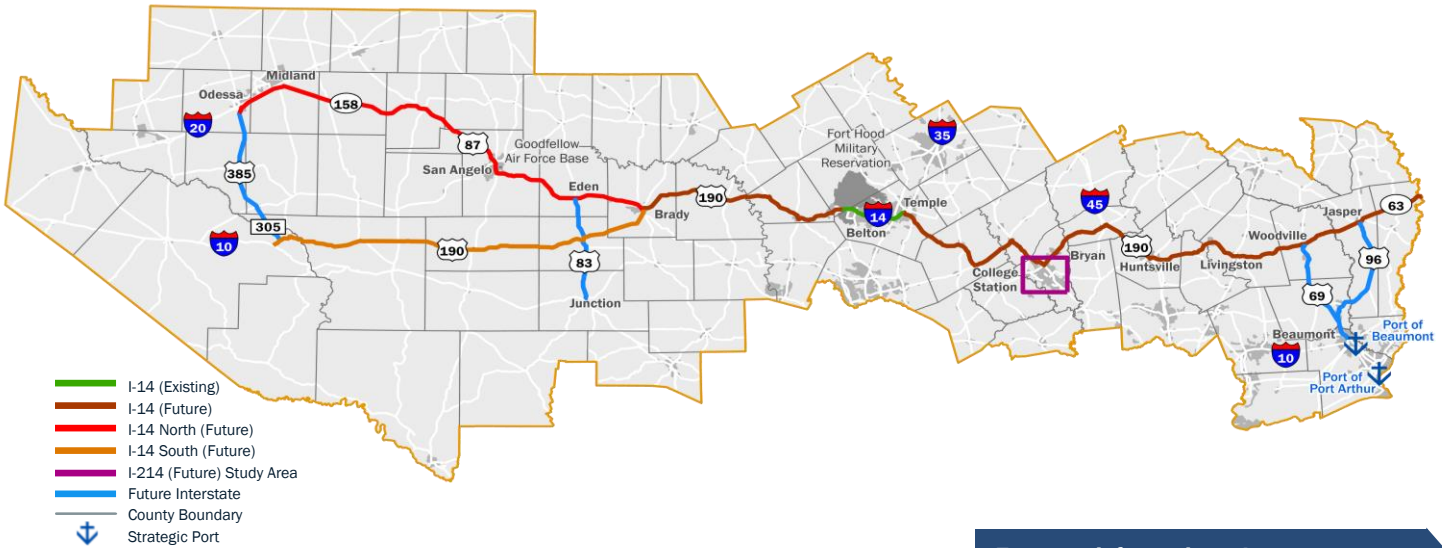 Midland
Odessa
158
20
87
Goodfellow
Air Force Base
San Angelo
385
Eden
305
10
190
83
Junction
Brady
190
Fort Hood
Military
Reservation
35
14
Temple
Belton
College
Station
Bryan
45
190
Huntsville
Livingston
Woodville
Jasper
63
96
69
Beaumont
10
Port of
Beaumont
Port of
Port Arthur
I-14 (Existing)
I-14 (Future)
I-14 North (Future)
I-14 South (Future)
I-214 (Future) Study Area
Future Interstate
County Boundary
Strategic Port